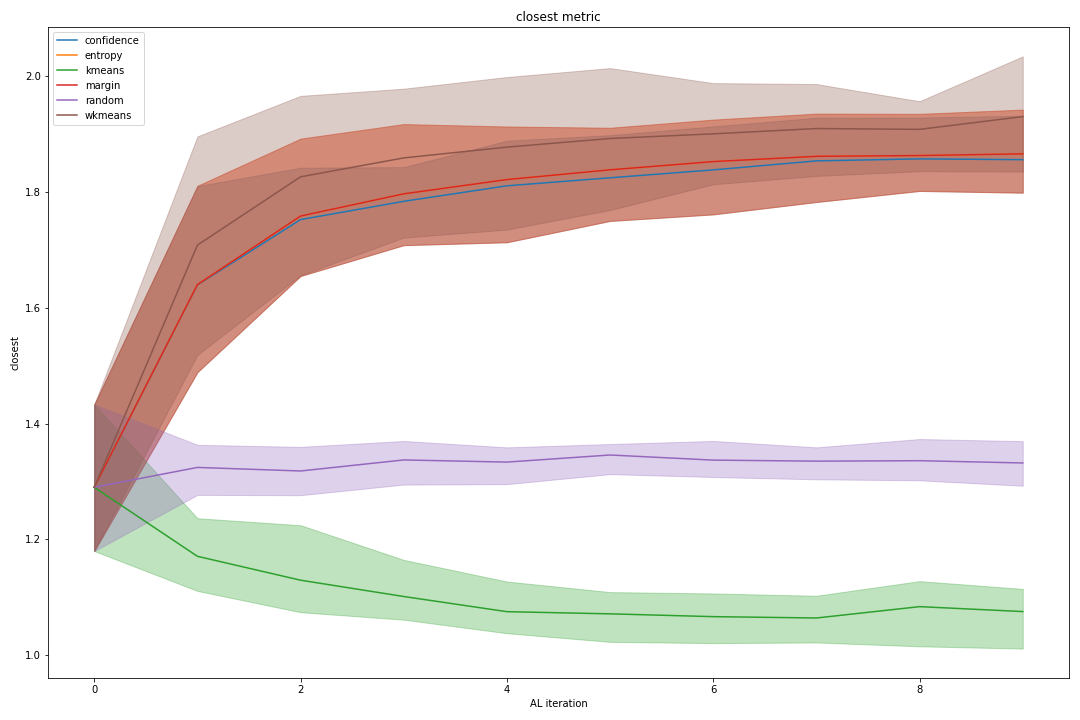 closest metric
confidence
entropy
kmeans
margin
random
wkmeans
closest
2.0
1.8
1.6
1.4
1.2
1.0
0 2 4 6 8
AL iteration